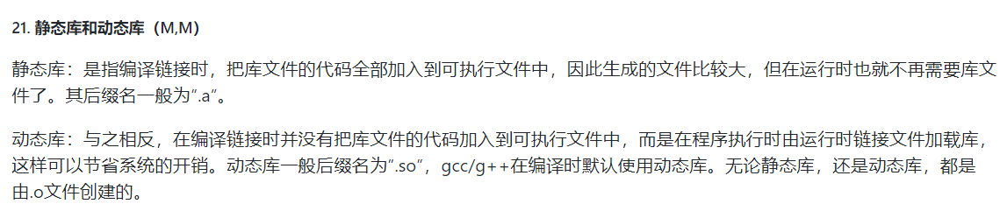 21. 静态库和动态库（M,M）
静态库：是指编译链接时，把库文件的代码全部加入到可执行文件中，因此生成的文件比较大，但在运行时也就不再需要库文
件了。其后缀名一般为”.a”。
动态库：与之相反，在编译链接时并没有把库文件的代码加入到可执行文件中，而是在程序执行时由运行时链接文件加载库，
这样可以节省系统的开销。动态库一般后缀名为”.so”，gcc/g++在编译时默认使用动态库。无论静态库，还是动态库，都是
由.o文件创建的。